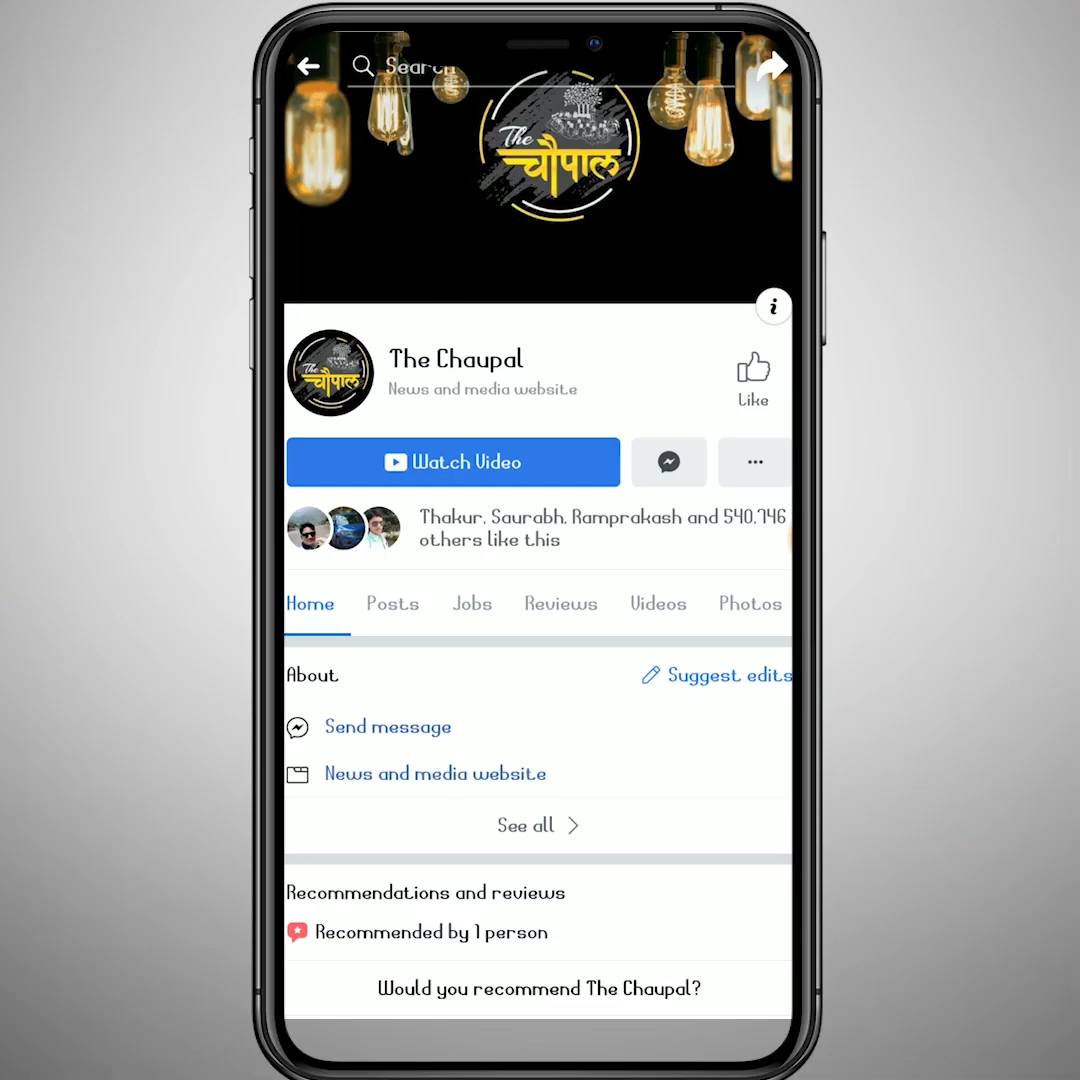 Search
The
चौपाल
The
चौपाल
The Chaupal
News and media website
Like
Watch Video
Thakur, Saurabh, Ramprakash and 540,746
others like this
Home Posts Jobs Reviews Videos Photos
About Suggest edits
Send message
News and media website
See all
Recommendations and reviews
Recommended by 1 person
Would you recommend The Chaupal?